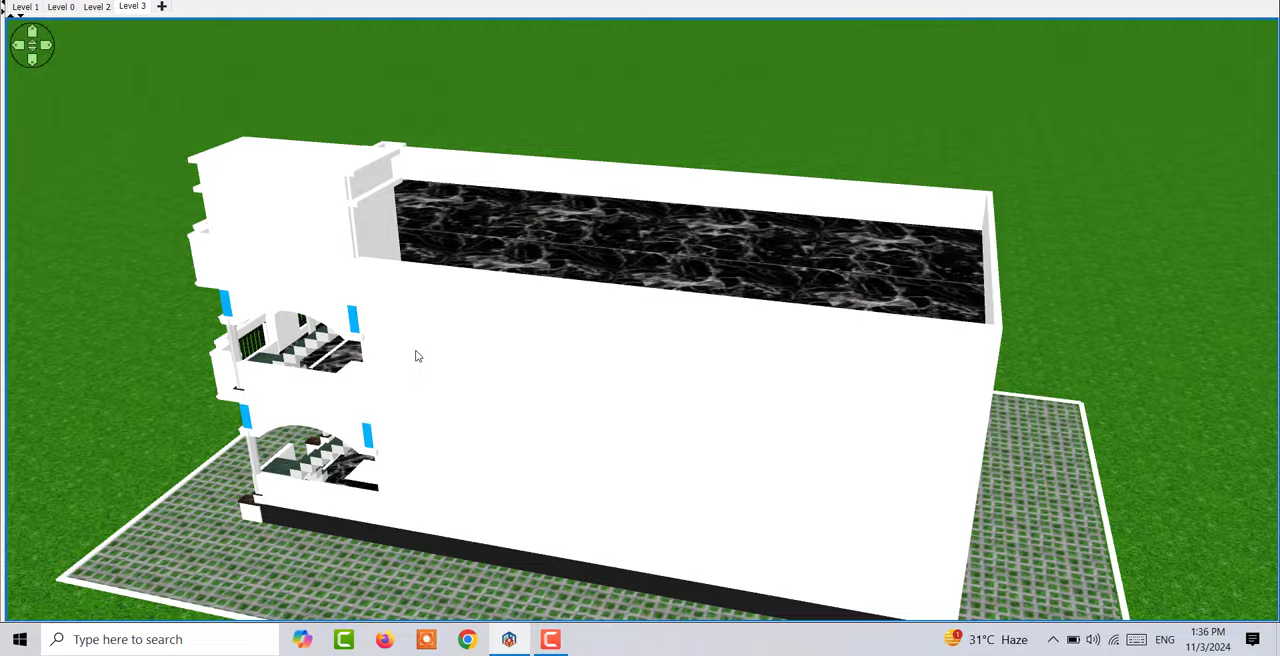 Level 1 Level 0 Level 2 Level 3
Type here to search
1
31°C Haze
ENG
1:36 PM
11/3/2024